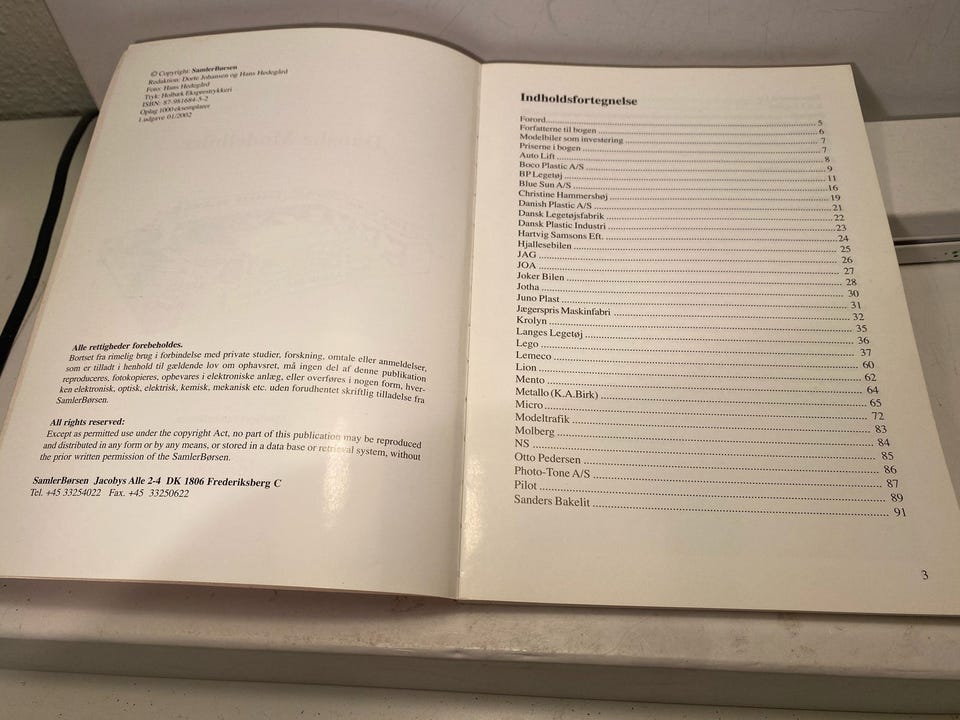 © Copyright: SamlerBørsen
Redaktion: Dorte Johansen og Hans Hedegård
Foto: Hans Hedegård
Tryk: Holbæk Eksprestrykkeri
ISBN: 87-981684-5-2
Oplag 1000 eksemplarer
1.udgave 01/2002
Alle rettigheder forebeholdes.
Bortset fra rimelig brug i forbindelse med private studier, forskning, omtale eller anmeldelser,
som er tilladt i henhold til gældende lov om ophavsret, må ingen del af denne publikation
reproduceres, fotokopieres, opbevares i elektroniske anlæg, eller overføres i nogen form, hver-
ken elektronisk, optisk, elektrisk, kemisk, mekanisk etc. uden forudhentet skriftlig tilladelse fra
SamlerBørsen.
All rights reserved:
Except as permitted use under the copyright Act, no part of this publication may be reproduced
and distributed in any form or by any means, or stored in a data base or retrieval system, without
the prior written permission of the SamlerBørsen.
SamlerBørsen Jacobys Alle 2-4 DK 1806 Frederiksberg C
Tel. +45 33254022 Fax. +45 33250622
Indholdsfortegnelse
Forord 5
Forfatterne til bogen 6
Modelbiler som investering 7
Priserne i bogen 7
Auto Lift 8
Boco Plastic A/S 9
BP Legetøj 11
Blue Sun A/S 16
Christine Hammershøj 19
Danish Plastic A/S 21
Dansk Legetøjsfabrik 22
Dansk Plastic Industri 23
Hartvig Samsons Eft. 24
Hjallesebilen 25
JAG 26
JOA 27
Joker Bilen 28
Jotha 30
Juno Plast 31
Jægerspris Maskinfabri 32
Krolyn 35
Langes Legetøj 36
Lego 37
Lemeco 60
Lion 62
Mento 64
Metallo (K.A.Birk) 65
Micro 72
Modeltrafik 83
Molberg 84
NS 85
Otto Pedersen 86
Photo-Tone A/S 87
Pilot 89
Sanders Bakelit 91
3